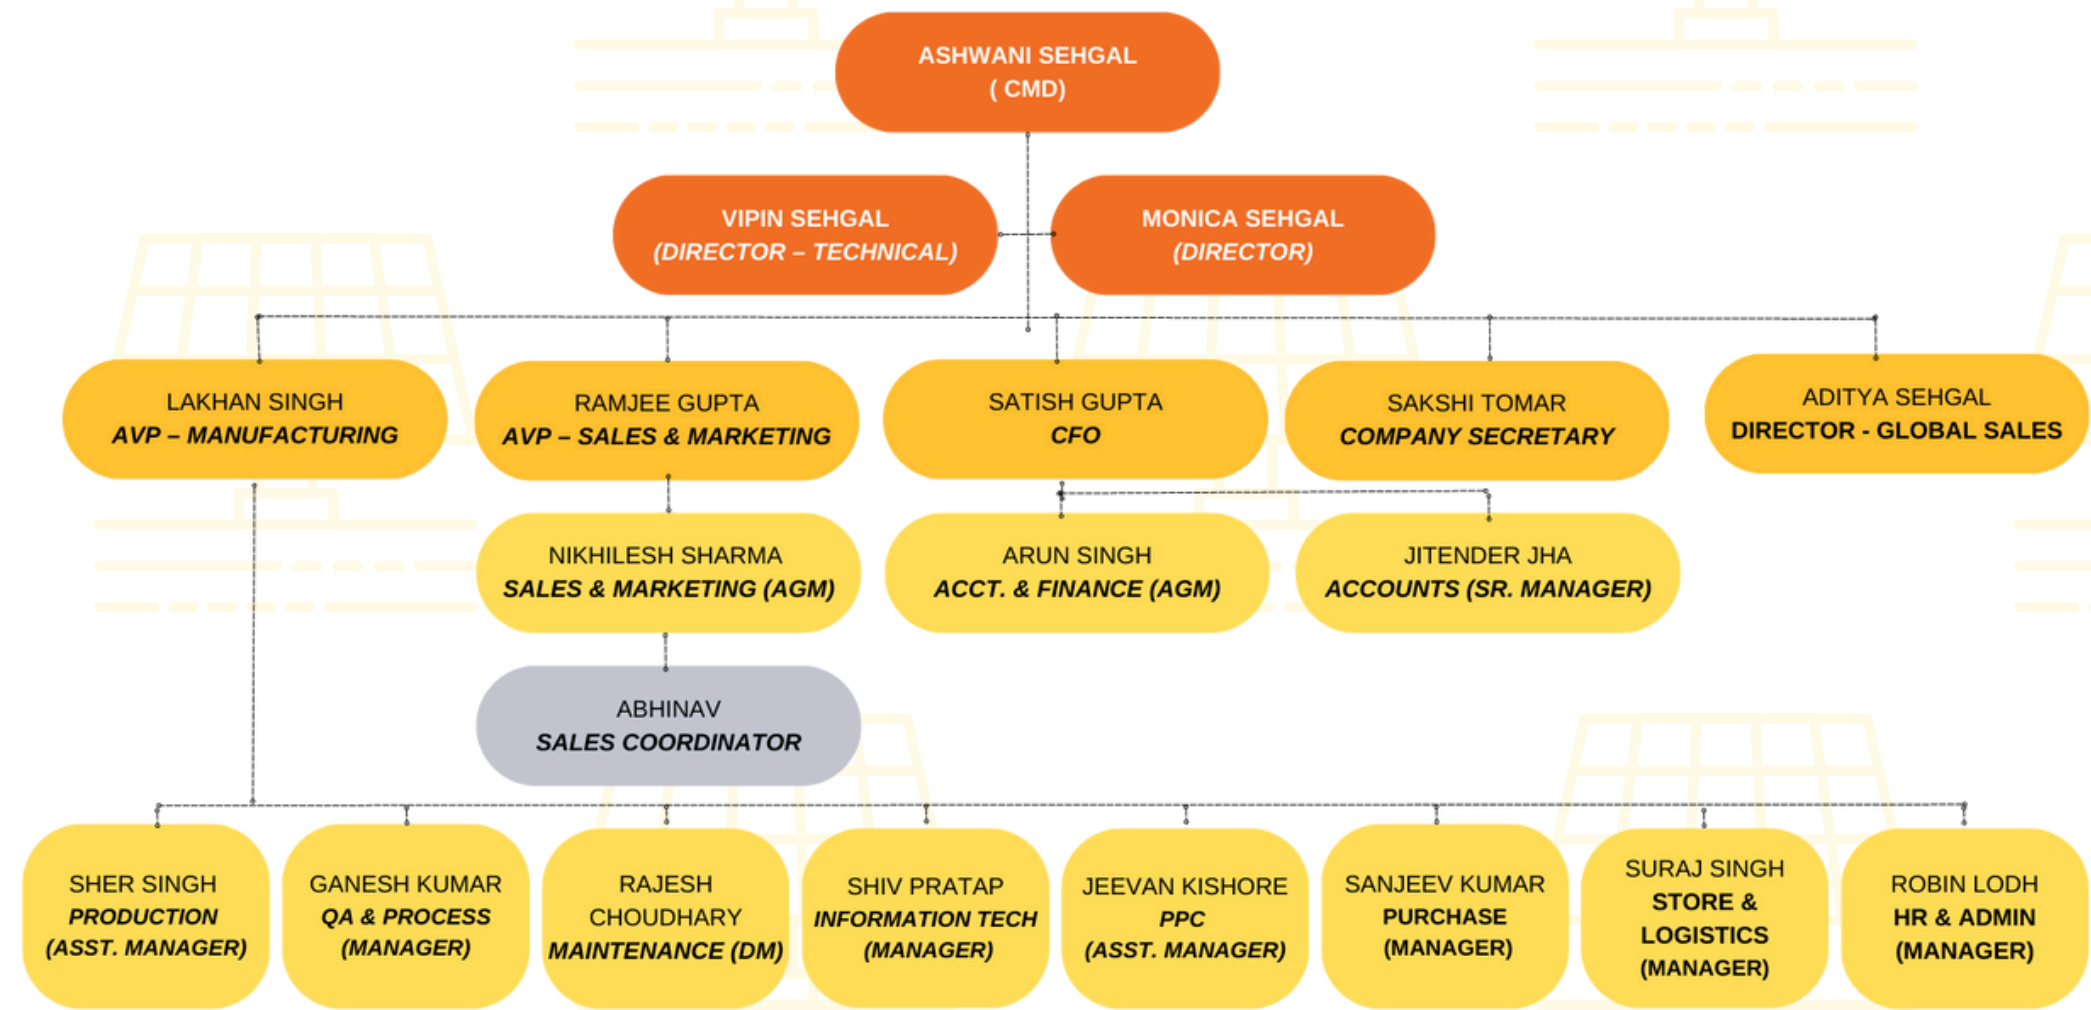 ASHWANI SEHGAL
( CMD)
VIPIN SEHGAL
(DIRECTOR – TECHNICAL)
MONICA SEHGAL
(DIRECTOR)
LAKHAN SINGH
AVP – MANUFACTURING
RAMJEE GUPTA
AVP – SALES & MARKETING
SATISH GUPTA
CFO
SAKSHI TOMAR
COMPANY SECRETARY
ADITYA SEHGAL
DIRECTOR - GLOBAL SALES
NIKHILESH SHARMA
SALES & MARKETING (AGM)
ARUN SINGH
ACCT. & FINANCE (AGM)
JITENDER JHA
ACCOUNTS (SR. MANAGER)
ABHINAV
SALES COORDINATOR
SHER SINGH
PRODUCTION
(ASST. MANAGER)
GANESH KUMAR
QA & PROCESS
(MANAGER)
RAJESH
CHOUDHARY
MAINTENANCE (DM)
SHIV PRATAP
INFORMATION TECH
(MANAGER)
JEEVAN KISHORE
PPC
(ASST. MANAGER)
SANJEEV KUMAR
PURCHASE
(MANAGER)
SURAJ SINGH
STORE &
LOGISTICS
(MANAGER)
ROBIN LODH
HR & ADMIN
(MANAGER)